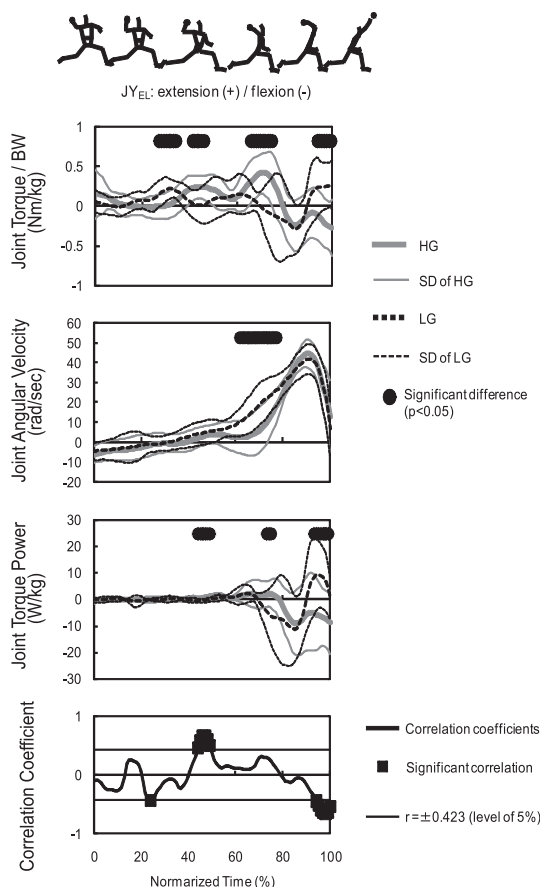 JY_EL: extension (+) / flexion (-)
Joint Torque / BW
(Nm/kg)
1
0.5
0
-0.5
-1
HG
SD of HG
LG
SD of LG
Significant difference
(p<0.05)
Joint Angular Velocity
(rad/sec)
60
50
40
30
20
10
0
-10
-20
Joint Torque Power
(W/kg)
30
20
10
0
-10
-20
-30
Correlation Coefficient
1
0
-1
Correlation coefficients
Significant correlation
r=±0.423 (level of 5%)
0 20 40 60 80 100
Normarized Time (%)